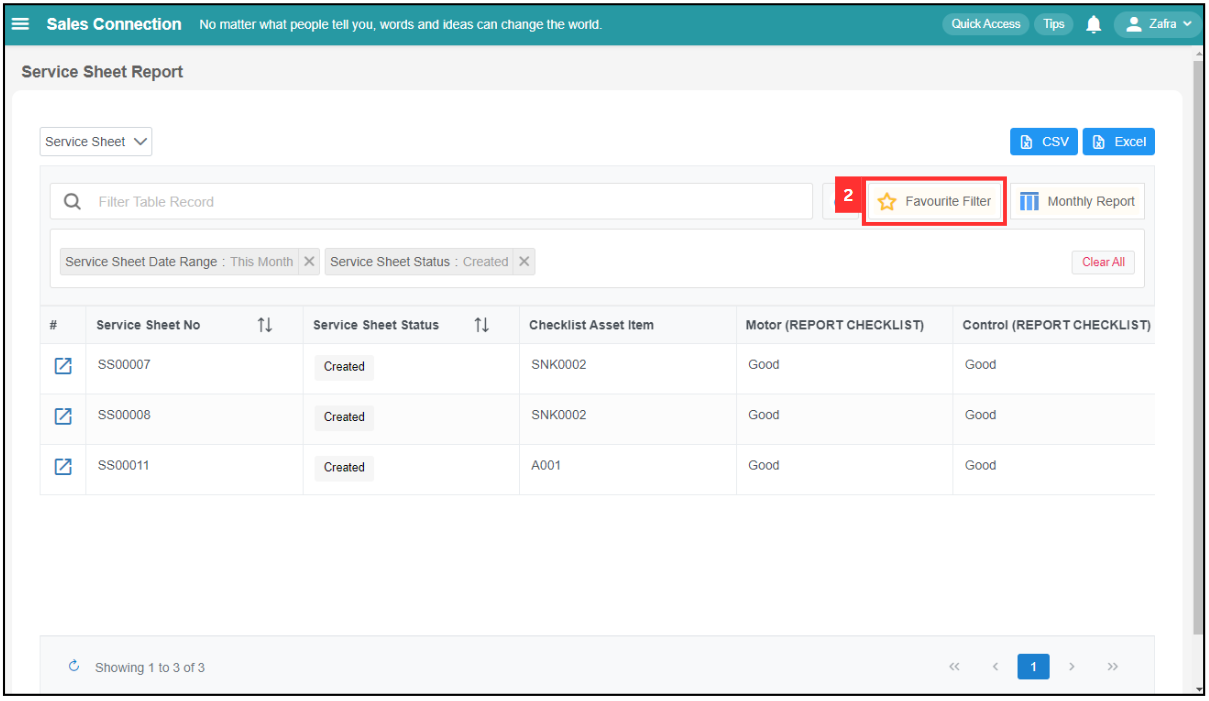 Sales Connection No matter what people tell you, words and ideas can change the world. Quick Access Tips Zafra
Service Sheet Report
Service Sheet CSV Excel
Filter Table Record 2 Favourite Filter Monthly Report
Service Sheet Date Range : This Month Service Sheet Status : Created Clear All
# Service Sheet No Service Sheet Status Checklist Asset Item Motor (REPORT CHECKLIST) Control (REPORT CHECKLIST)
SS00007 Created SNK0002 Good Good
SS00008 Created SNK0002 Good Good
SS00011 Created A001 Good Good
Showing 1 to 3 of 3 << < 1 > >>